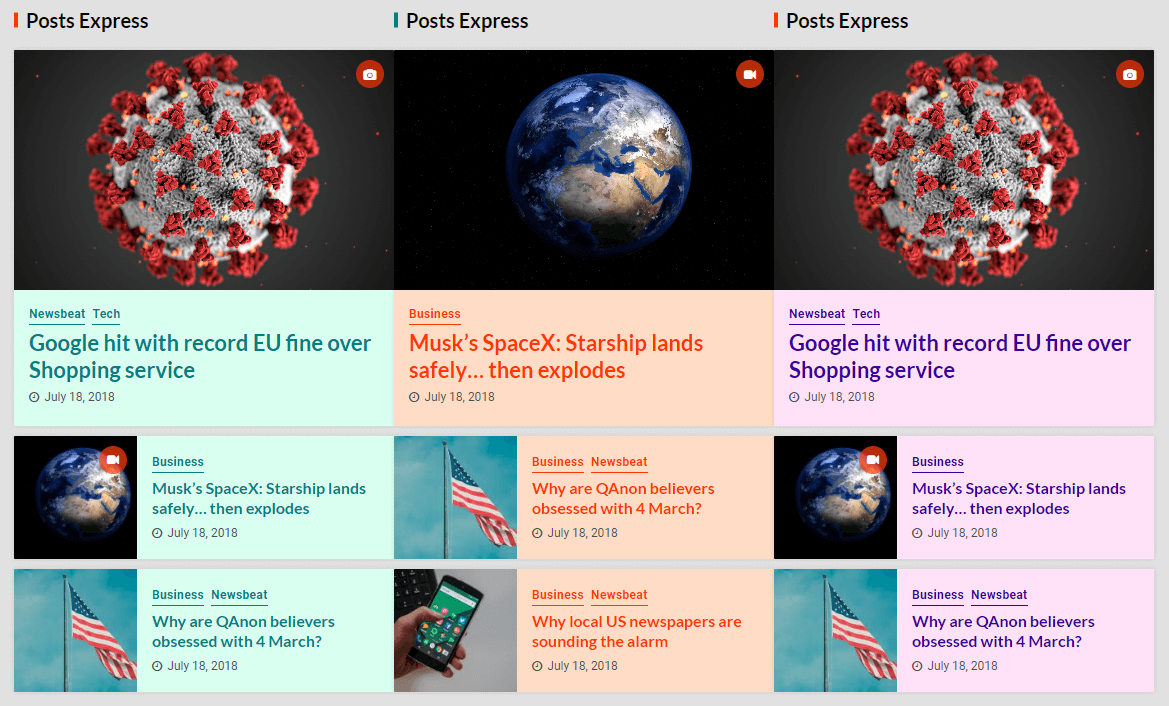 Posts Express
Newsbeat Tech
Google hit with record EU fine over
Shopping service
July 18, 2018
Business
Musk’s SpaceX: Starship lands
safely… then explodes
July 18, 2018
Business Newsbeat
Why are QAnon believers
obsessed with 4 March?
July 18, 2018
Posts Express
Business
Musk’s SpaceX: Starship lands
safely… then explodes
July 18, 2018
Business Newsbeat
Why are QAnon believers
obsessed with 4 March?
July 18, 2018
Business Newsbeat
Why local US newspapers are
sounding the alarm
July 18, 2018
Posts Express
Newsbeat Tech
Google hit with record EU fine over
Shopping service
July 18, 2018
Business
Musk’s SpaceX: Starship lands
safely… then explodes
July 18, 2018
Business Newsbeat
Why are QAnon believers
obsessed with 4 March?
July 18, 2018